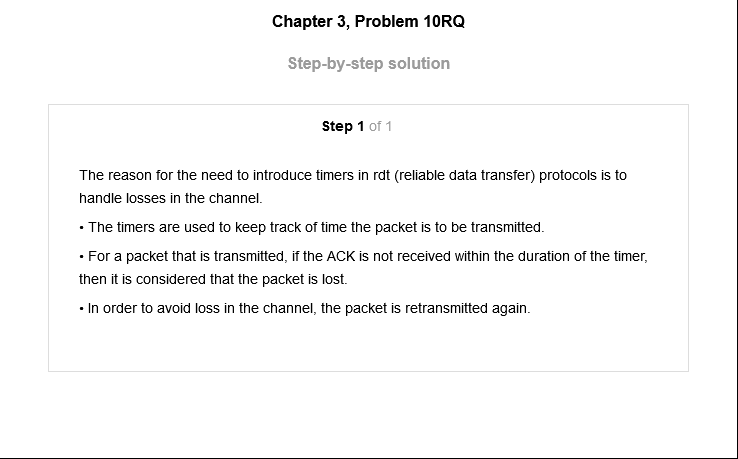 Chapter 3, Problem 10RQ
Step-by-step solution
Step 1 of 1
The reason for the need to introduce timers in rdt (reliable data transfer) protocols is to
handle losses in the channel.
• The timers are used to keep track of time the packet is to be transmitted.
• For a packet that is transmitted, if the ACK is not received within the duration of the timer,
then it is considered that the packet is lost.
• In order to avoid loss in the channel, the packet is retransmitted again.